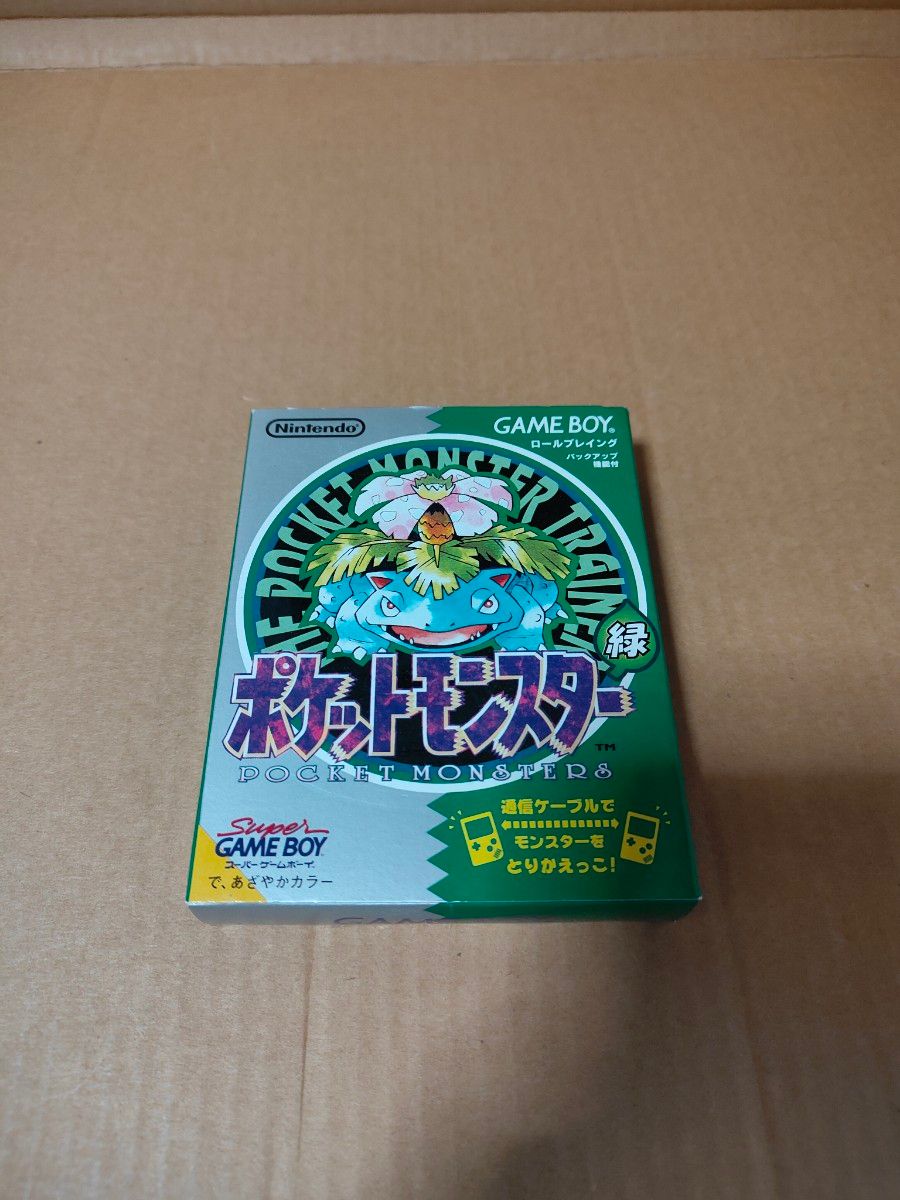 Nintendo
GAME BOY®
ロールプレイング
バックアップ
機能付
THE POCKET MONSTER TRAINER
緑
ポケットモンスター
TM
POCKET MONSTERS
通信ケーブルで
モンスターを
とりかえっこ!
Super
GAME BOY
スーパーゲームボーイ
で、あざやかカラー
GAME